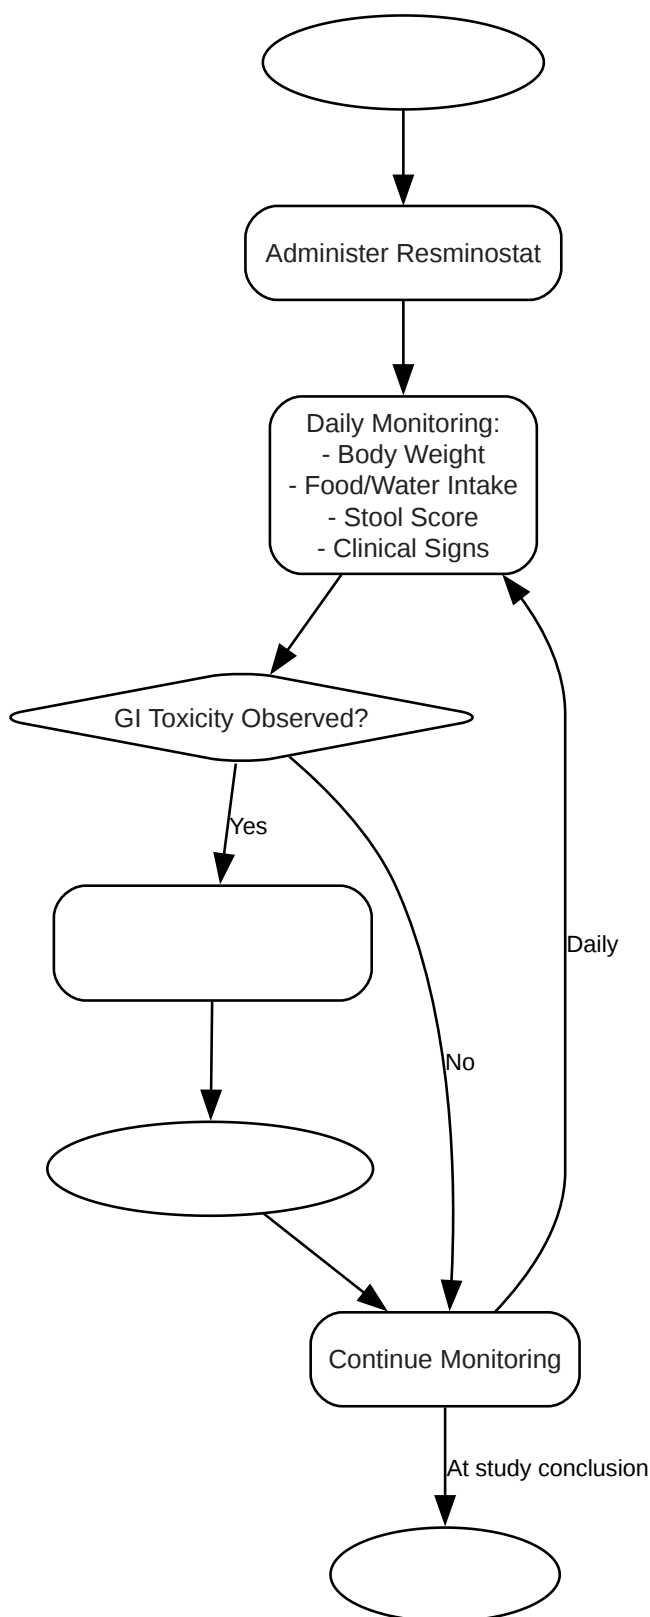 Administer Resminostat
Daily Monitoring:
- Body Weight
- Food/Water Intake
- Stool Score
- Clinical Signs
GI Toxicity Observed?
Yes
Daily
No
Continue Monitoring
At study conclusion